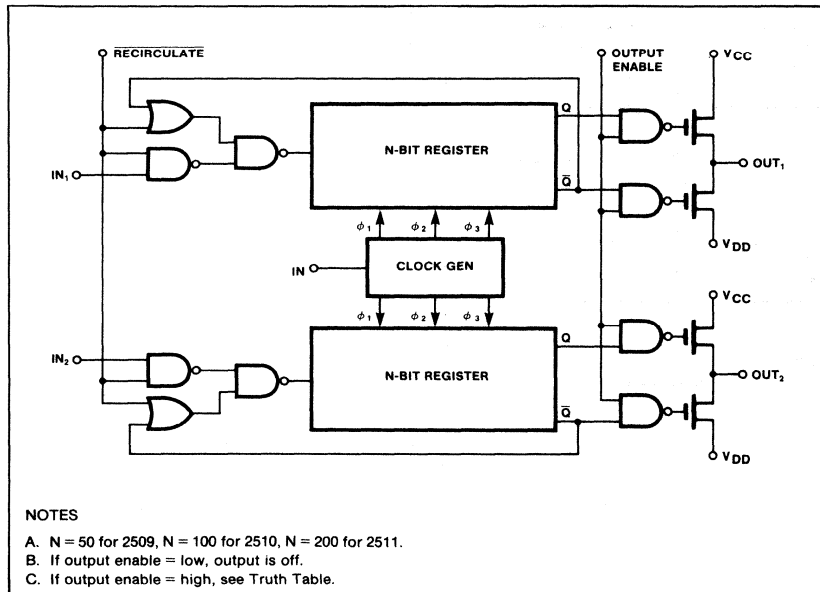 RECIRCULATE
OUTPUT ENABLE
VCC
Q
N-BIT REGISTER
IN1
OUT1
Q̅
ϕ1 ϕ2 ϕ3
VDD
IN
CLOCK GEN
VCC
ϕ1 ϕ2 ϕ3
Q
IN2
N-BIT REGISTER
OUT2
Q̅
VDD
NOTES
A. N = 50 for 2509, N = 100 for 2510, N = 200 for 2511.
B. If output enable = low, output is off.
C. If output enable = high, see Truth Table.